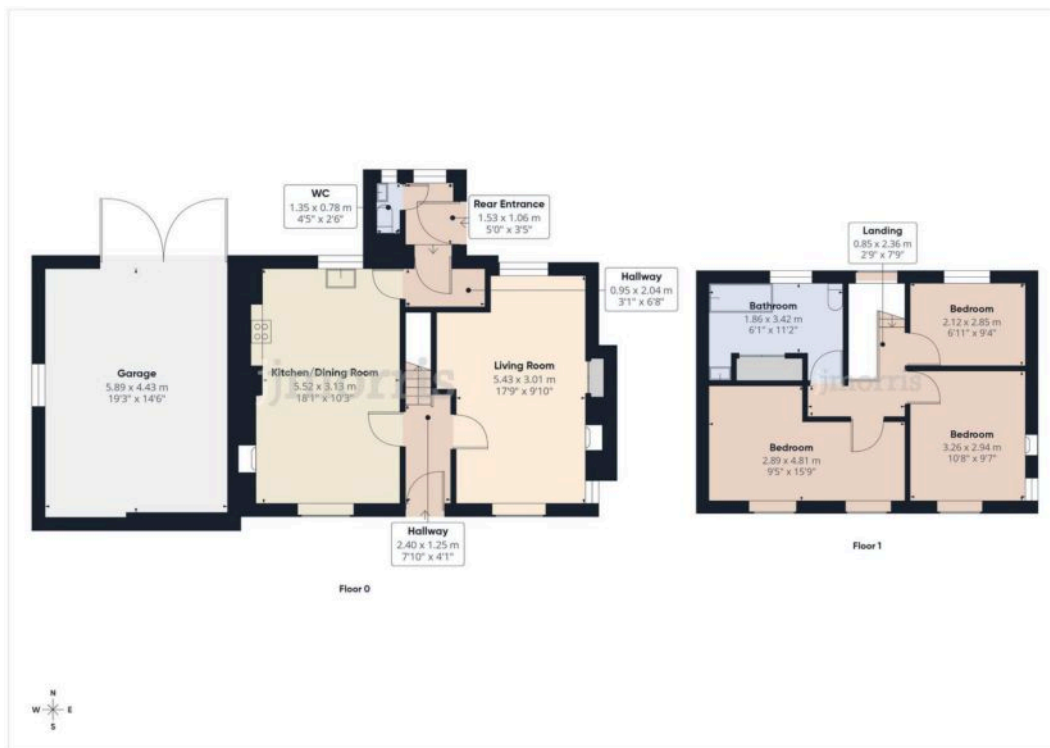 WC
1.35 x 0.78 m
4'5" x 2'6"
Rear Entrance
1.53 x 1.06 m
5'0" x 3'5"
Hallway
0.95 x 2.04 m
3'1" x 6'8"
Garage
5.89 x 4.43 m
19'3" x 14'6"
Kitchen/Dining Room
5.52 x 3.13 m
18'1" x 10'3"
jjmorris
Living Room
5.43 x 3.01 m
17'9" x 9'10"
Hallway
2.40 x 1.25 m
7'10" x 4'1"
Floor 0
Landing
0.85 x 2.36 m
2'9" x 7'9"
Bathroom
1.86 x 3.42 m
6'1" x 11'2"
Bedroom
2.12 x 2.85 m
6'11" x 9'4"
jjmorris
Bedroom
2.89 x 4.81 m
9'5" x 15'9"
Bedroom
3.26 x 2.94 m
10'8" x 9'7"
Floor 1
N
W E
S